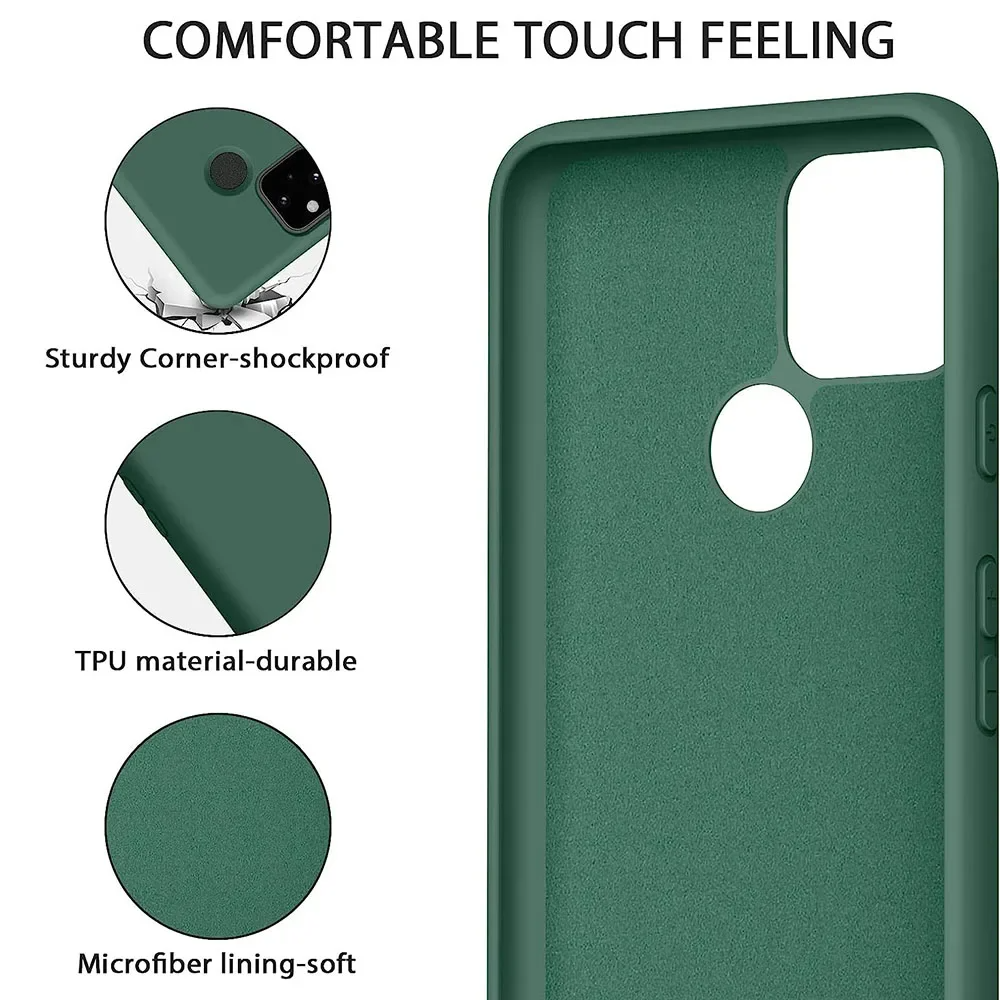 COMFORTABLE TOUCH FEELING
Sturdy Corner-shockproof
TPU material-durable
Microfiber lining-soft